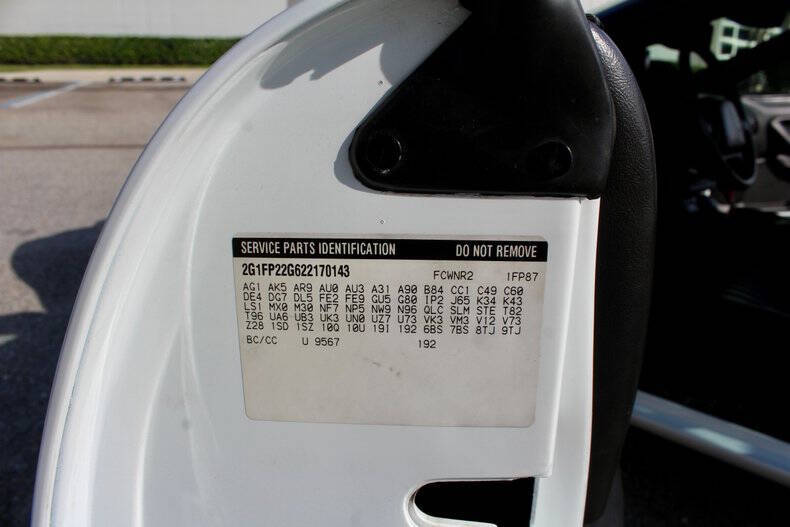 SERVICE PARTS IDENTIFICATION DO NOT REMOVE
2G1FP22G622170143 FCWNR2 1FP87
AG1 AK5 AR9 AU0 AU3 A31 A90 B84 CC1 C49 C60
DE4 DG7 DL5 FE2 FE9 GU5 G80 IP2 J65 K34 K43
LS1 MX0 M30 NF7 NP5 NW9 N96 QLC SLM STE T82
T96 UA6 UB3 UK3 UN0 UZ7 U73 VK3 VM3 V12 V73
Z28 1SD 1SZ 10Q 10U 19I 192 6BS 7BS 8TJ 9TJ
BC/CC U 9567 192